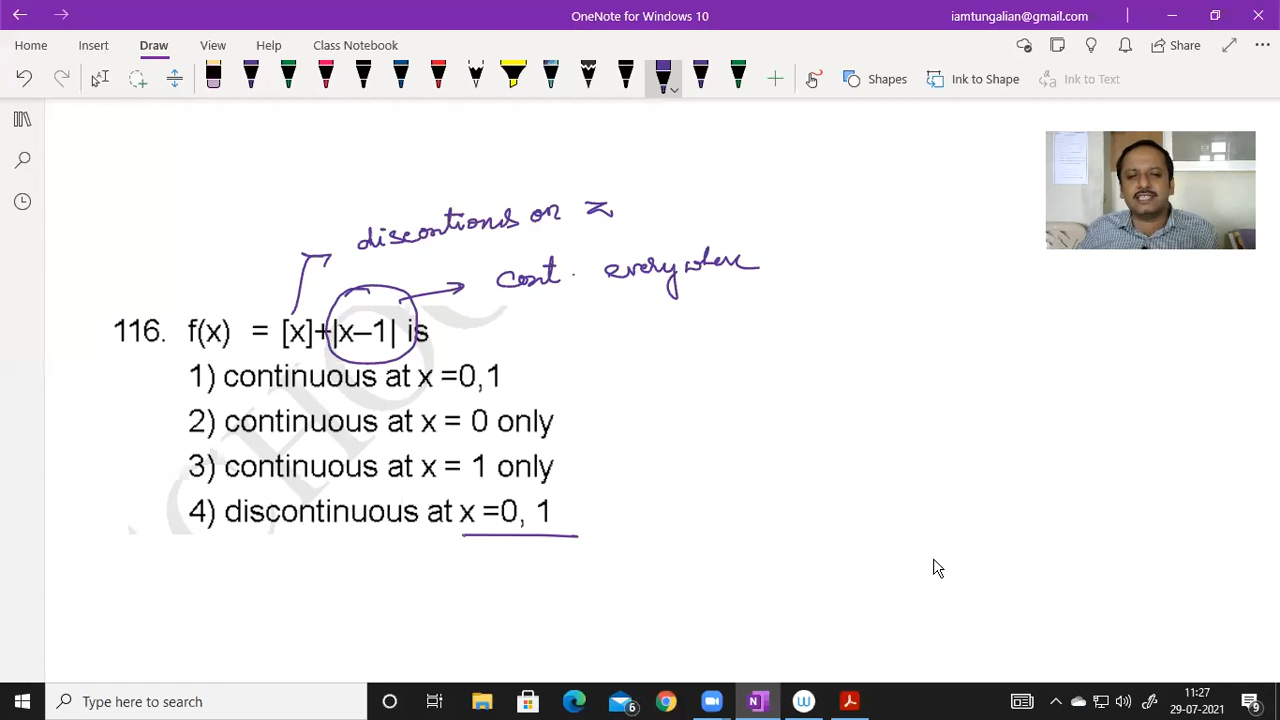 OneNote for Windows 10
iamtungalian@gmail.com
Home Insert Draw View Help Class Notebook
Share
Shapes Ink to Shape Ink to Text
discontionds on Z
cont. everywhere
116. f(x) = [x]+|x–1| is
1) continuous at x =0,1
2) continuous at x = 0 only
3) continuous at x = 1 only
4) discontinuous at x =0, 1
Type here to search
6
11:27
29-07-2021
9